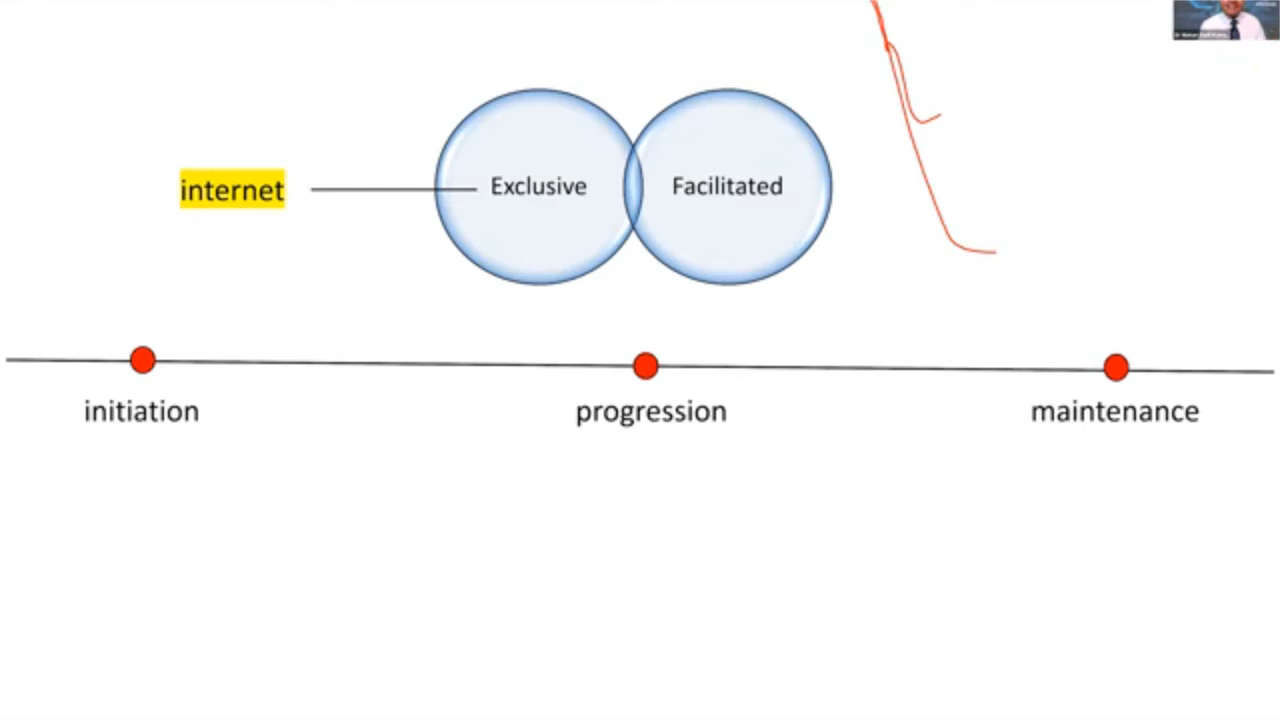 internet
Exclusive
Facilitated
initiation
progression
maintenance